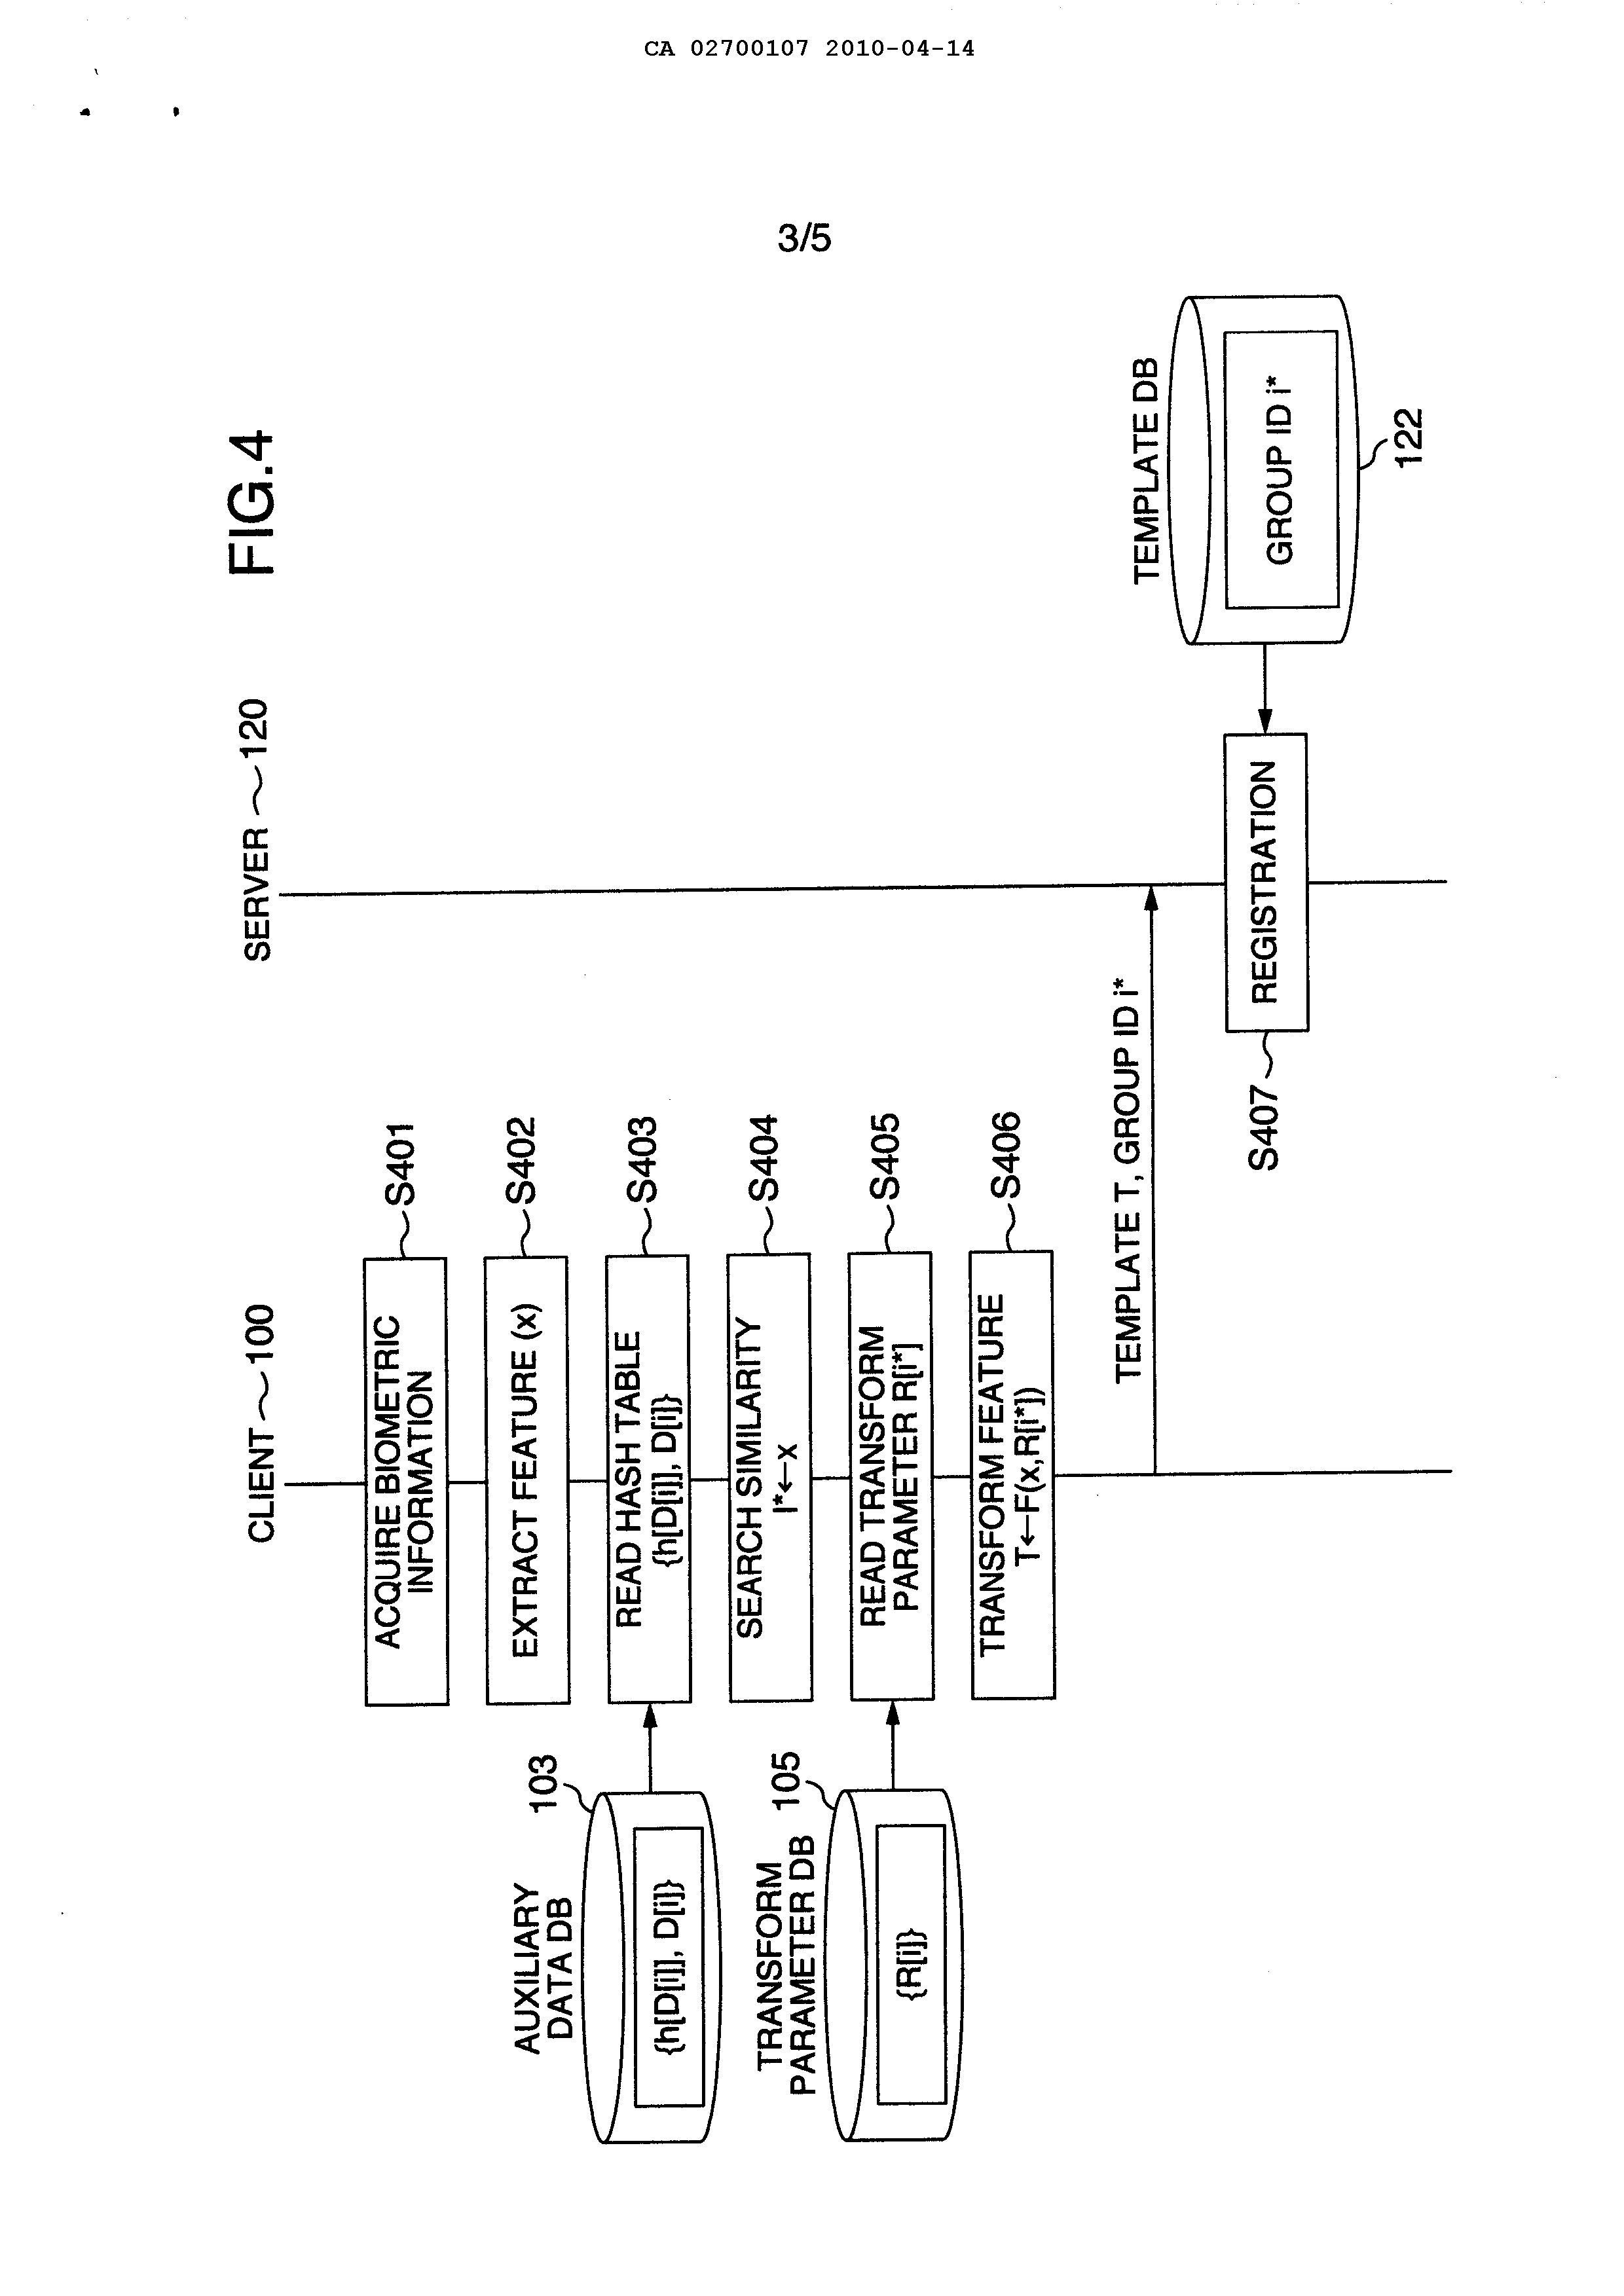 CA 02700107 2010-04-14
3/5
FIG.4
CLIENT 100
SERVER 120
ACQUIRE BIOMETRIC
INFORMATION
S401
EXTRACT FEATURE (x)
S402
AUXILIARY
DATA DB
103
{h[D[i]], D[i]}
READ HASH TABLE
{h[D[i]], D[i]}
S403
SEARCH SIMILARITY
I*←x
S404
TRANSFORM
PARAMETER DB
105
{R[i]}
READ TRANSFORM
PARAMETER R[i*]
S405
TRANSFORM FEATURE
T←F(x,R[i*])
S406
TEMPLATE T, GROUP ID i*
S407
REGISTRATION
TEMPLATE DB
GROUP ID i*
122